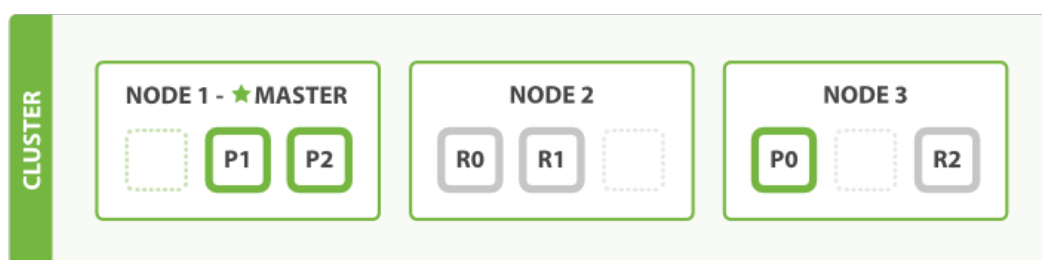 CLUSTER
NODE 1 - ★ MASTER
P1 P2
NODE 2
R0 R1
NODE 3
P0 R2